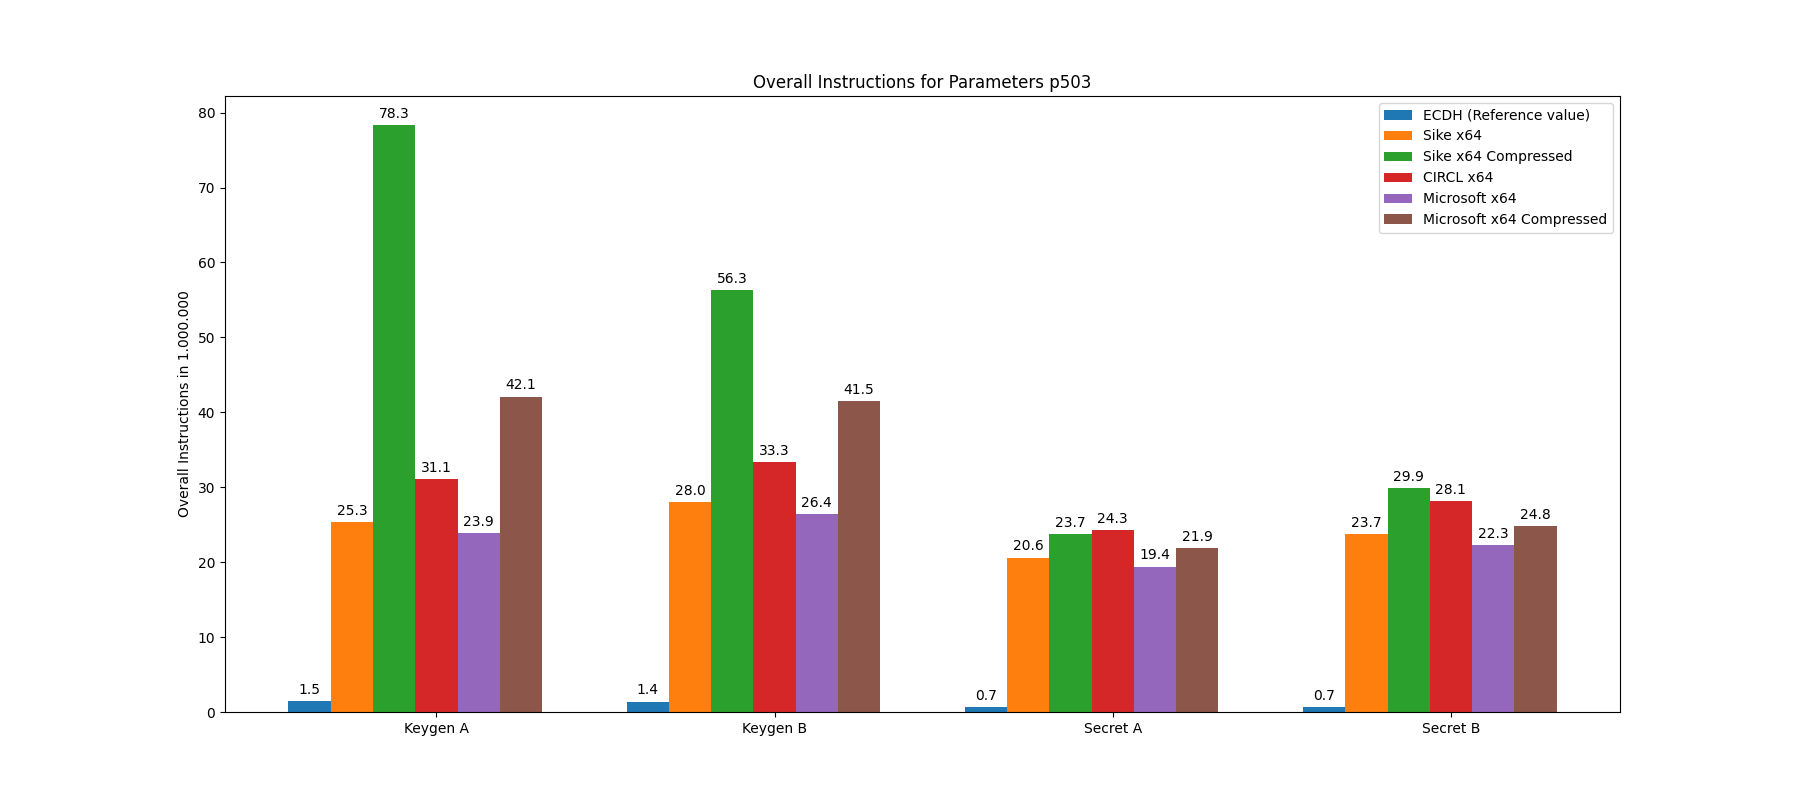 Overall Instructions for Parameters p503
Overall Instructions in 1.000.000
80
70
60
50
40
30
20
10
0
ECDH (Reference value)
Sike x64
Sike x64 Compressed
CIRCL x64
Microsoft x64
Microsoft x64 Compressed
1.5
25.3
78.3
31.1
23.9
42.1
1.4
28.0
56.3
33.3
26.4
41.5
0.7
20.6
23.7
24.3
19.4
21.9
0.7
23.7
29.9
28.1
22.3
24.8
Keygen A
Keygen B
Secret A
Secret B